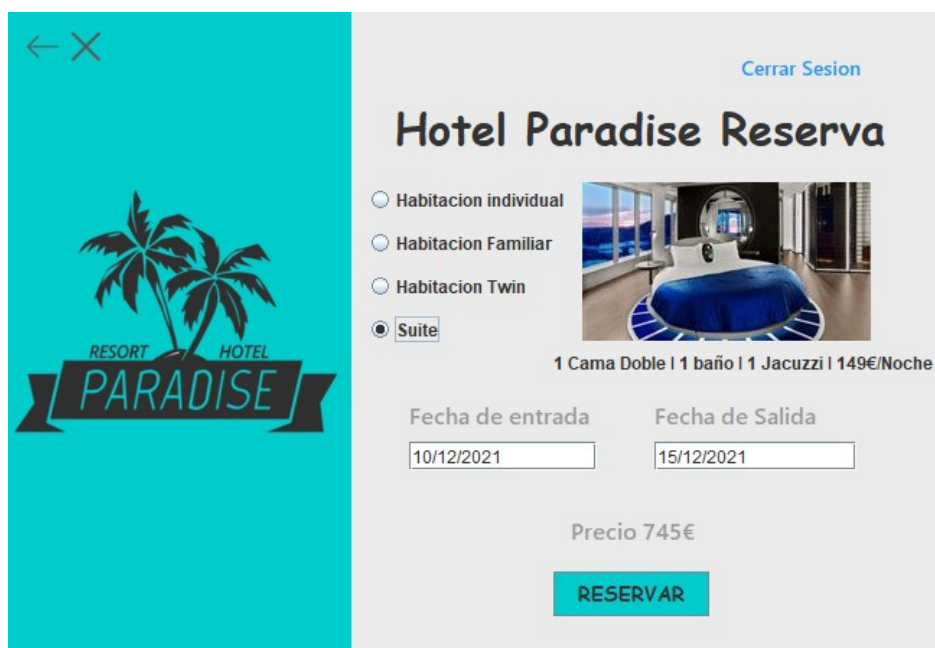 Cerrar Sesion
Hotel Paradise Reserva
Habitacion individual
Habitacion Familiar
Habitacion Twin
Suite
RESORT HOTEL
PARADISE
1 Cama Doble l 1 baño l 1 Jacuzzi l 149€/Noche
Fecha de entrada Fecha de Salida
10/12/2021 15/12/2021
Precio 745€
RESERVAR